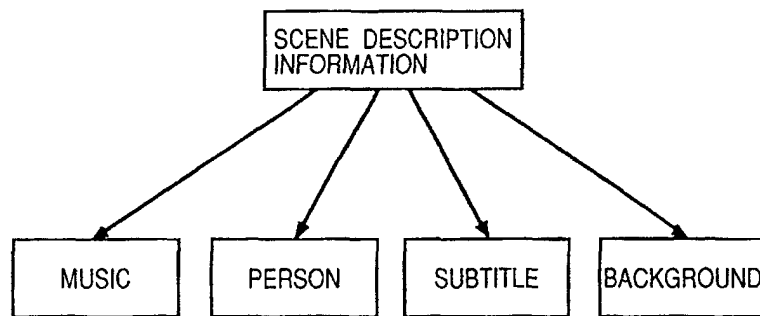 SCENE DESCRIPTION
INFORMATION
MUSIC
PERSON
SUBTITLE
BACKGROUND